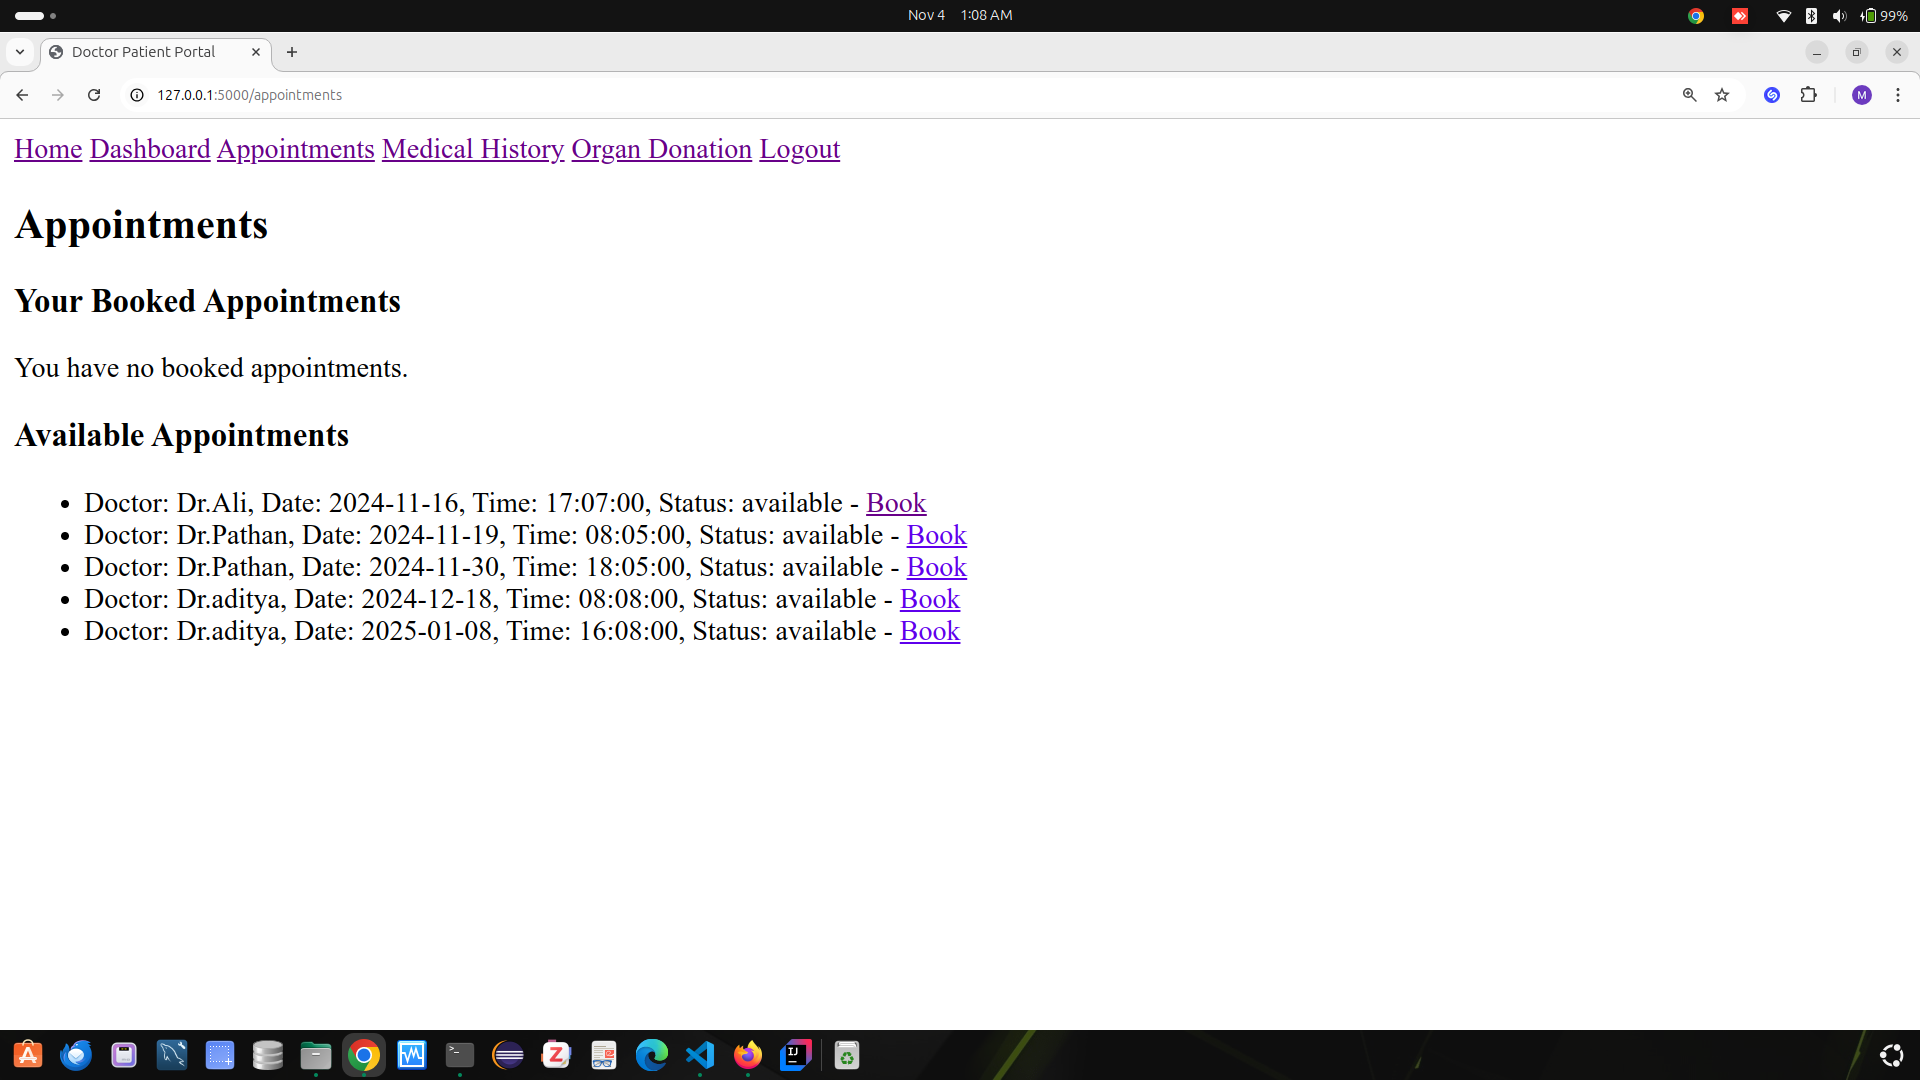 Nov 4 1:08 AM
99%
Doctor Patient Portal
127.0.0.1:5000/appointments
M
Home Dashboard Appointments Medical History Organ Donation Logout
Appointments
Your Booked Appointments
You have no booked appointments.
Available Appointments
Doctor: Dr.Ali, Date: 2024-11-16, Time: 17:07:00, Status: available - Book
Doctor: Dr.Pathan, Date: 2024-11-19, Time: 08:05:00, Status: available - Book
Doctor: Dr.Pathan, Date: 2024-11-30, Time: 18:05:00, Status: available - Book
Doctor: Dr.aditya, Date: 2024-12-18, Time: 08:08:00, Status: available - Book
Doctor: Dr.aditya, Date: 2025-01-08, Time: 16:08:00, Status: available - Book